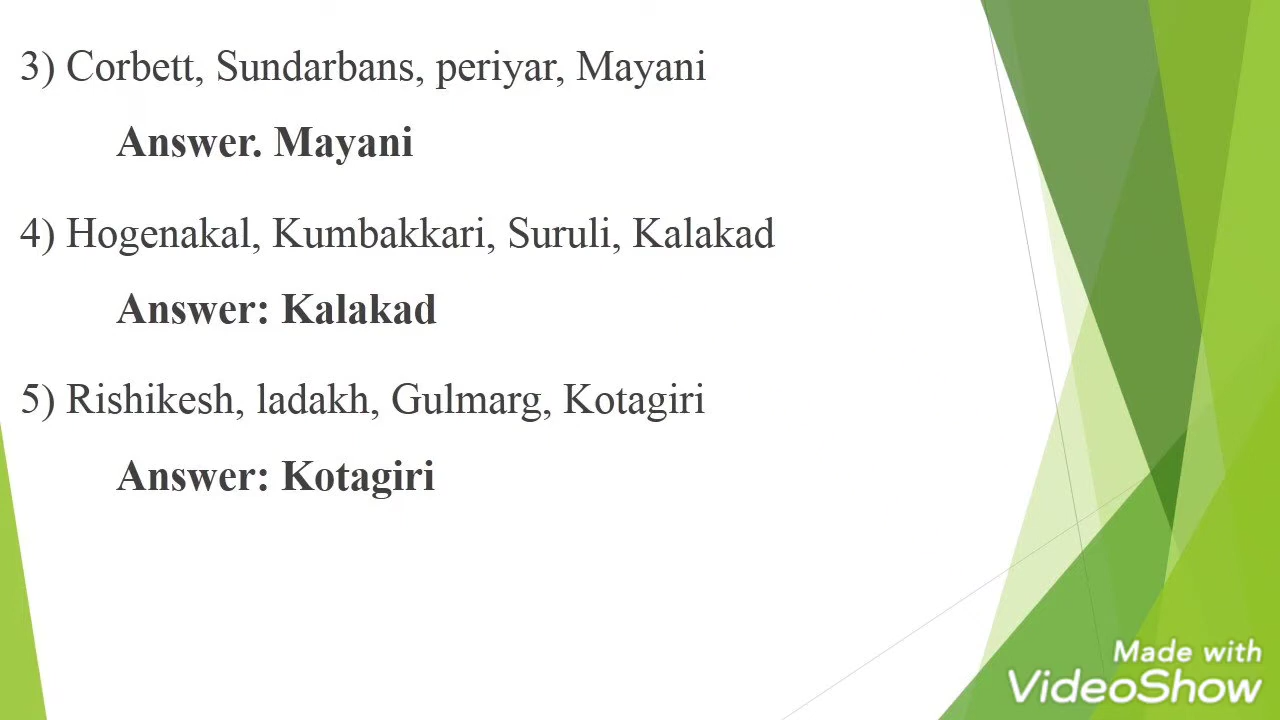 3) Corbett, Sundarbans, periyar, Mayani
Answer. Mayani
4) Hogenakal, Kumbakkari, Suruli, Kalakad
Answer: Kalakad
5) Rishikesh, ladakh, Gulmarg, Kotagiri
Answer: Kotagiri
Made with
VideoShow